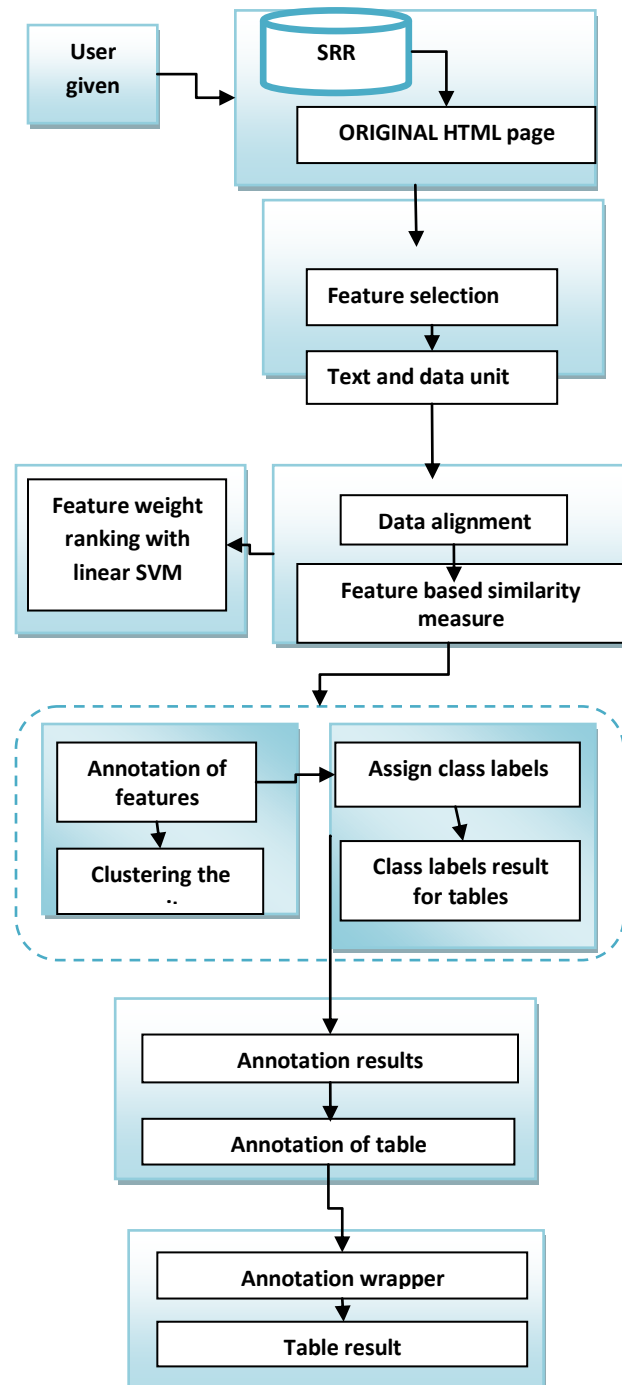 User
given
SRR
ORIGINAL HTML page
Feature selection
Text and data unit
Data alignment
Feature based similarity
measure
Feature weight
ranking with
linear SVM
Annotation of
features
Clustering the
Assign class labels
Class labels result
for tables
Annotation results
Annotation of table
Annotation wrapper
Table result